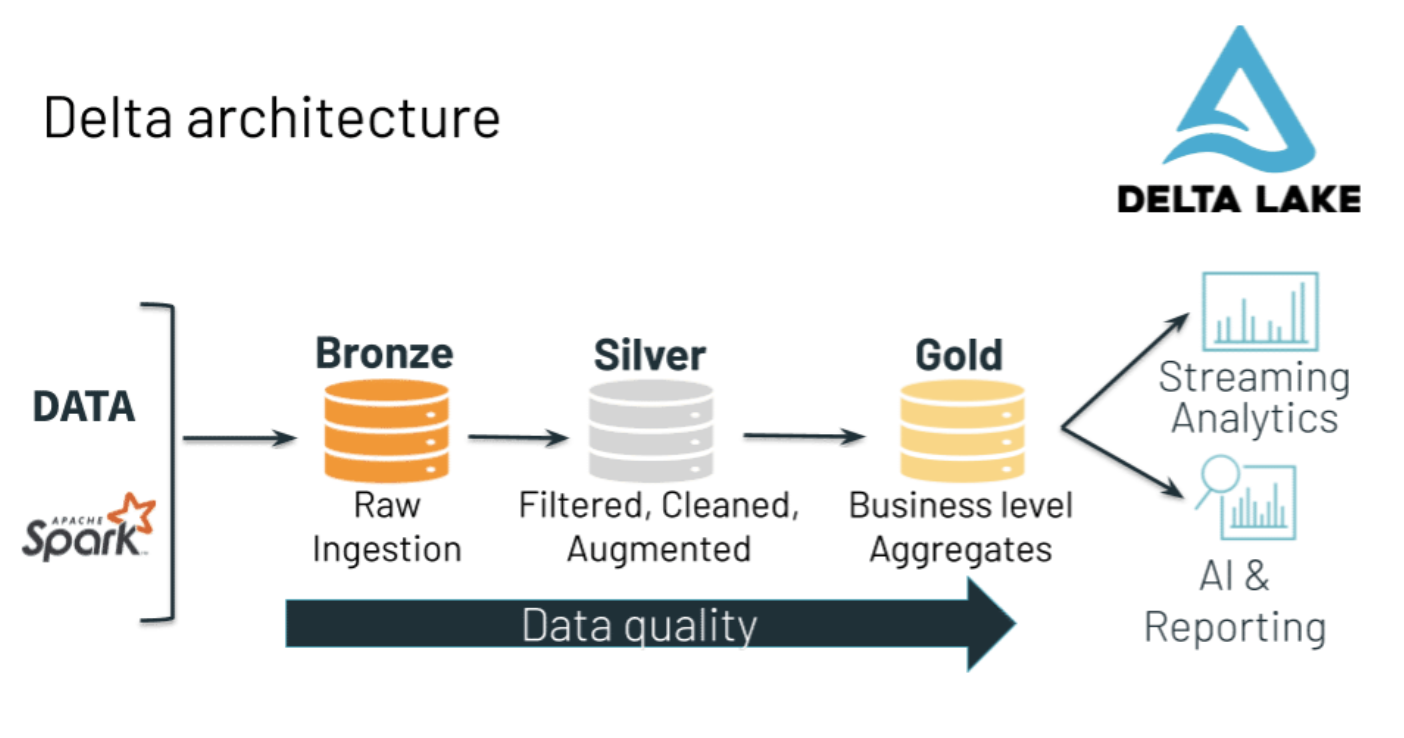 Delta architecture
DELTA LAKE
DATA
APACHE
Spark
Bronze
Raw
Ingestion
Silver
Filtered, Cleaned,
Augmented
Gold
Business level
Aggregates
Data quality
Streaming
Analytics
AI &
Reporting